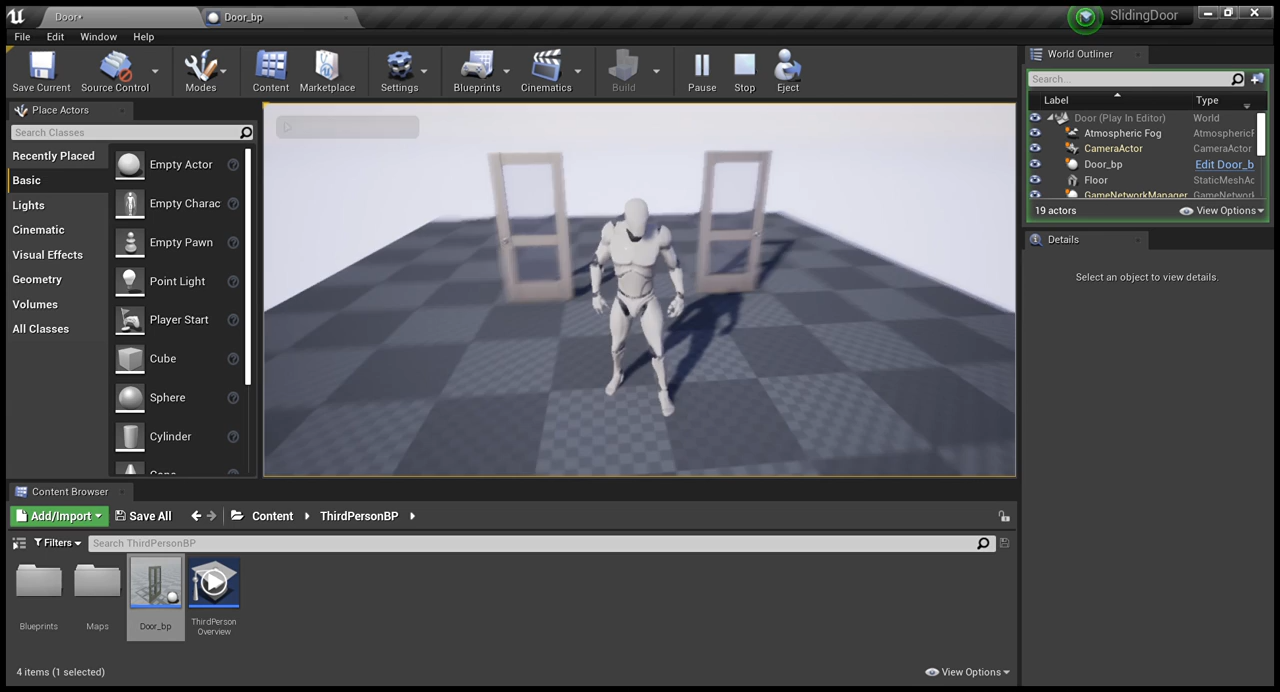 Door•
Door_bp
SlidingDoor
File
Edit
Window
Help
Save Current
Source Control
Modes
Content
Marketplace
Settings
Blueprints
Cinematics
Build
Pause
Stop
Eject
Place Actors
Search Classes
Recently Placed
Basic
Lights
Cinematic
Visual Effects
Geometry
Volumes
All Classes
Empty Actor
Empty Charac
Empty Pawn
Point Light
Player Start
Cube
Sphere
Cylinder
World Outliner
Search...
Label
Type
Door (Play In Editor)
World
Atmospheric Fog
AtmosphericF
CameraActor
CameraActor
Door_bp
Edit Door_b
Floor
StaticMeshAc
GameNetworkManager
GameNetwork
19 actors
View Options
Details
Select an object to view details.
Content Browser
Add/Import
Save All
Content
ThirdPersonBP
Filters
Search ThirdPersonBP
Blueprints
Maps
Door_bp
ThirdPerson
Overview
4 items (1 selected)
View Options